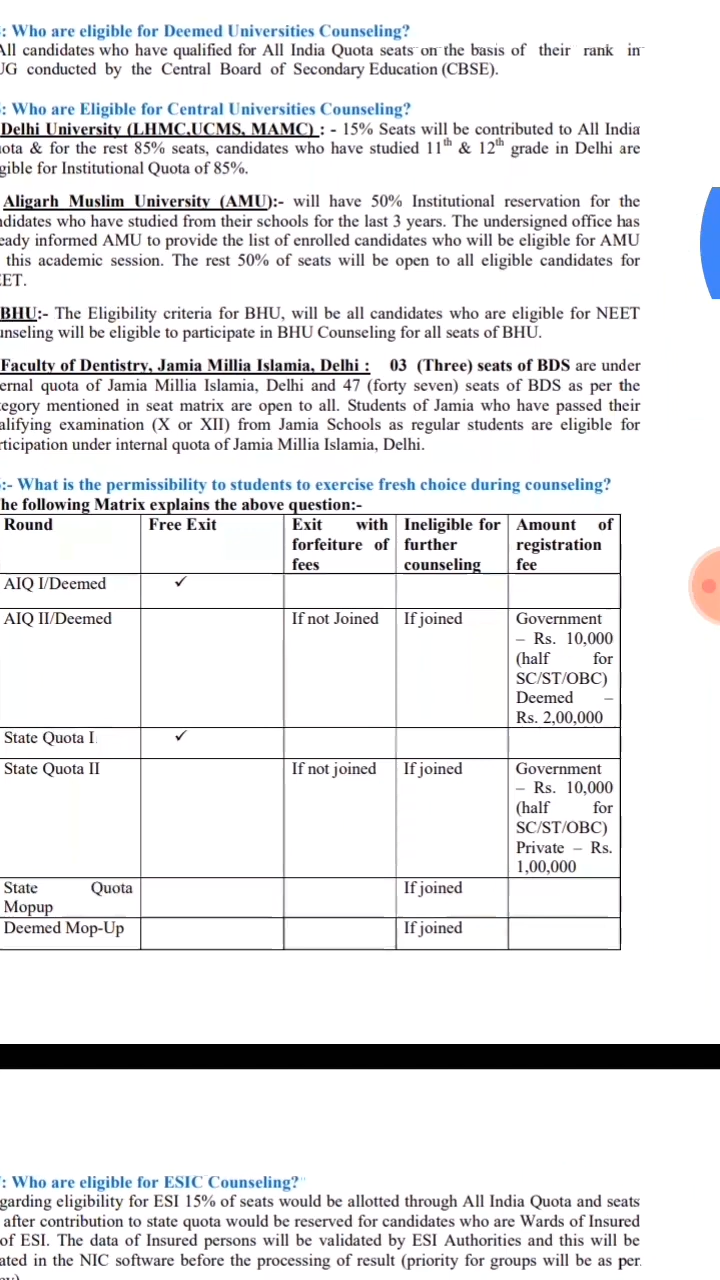 : Who are eligible for Deemed Universities Counseling?
All candidates who have qualified for All India Quota seats on the basis of their rank in
UG conducted by the Central Board of Secondary Education (CBSE).
: Who are Eligible for Central Universities Counseling?
Delhi University (LHMC,UCMS, MAMC) : - 15% Seats will be contributed to All India
ota & for the rest 85% seats, candidates who have studied 11th & 12th grade in Delhi are
gible for Institutional Quota of 85%.
Aligarh Muslim University (AMU):- will have 50% Institutional reservation for the
ndidates who have studied from their schools for the last 3 years. The undersigned office has
eady informed AMU to provide the list of enrolled candidates who will be eligible for AMU
this academic session. The rest 50% of seats will be open to all eligible candidates for
EET.
BHU:- The Eligibility criteria for BHU, will be all candidates who are eligible for NEET
unseling will be eligible to participate in BHU Counseling for all seats of BHU.
Faculty of Dentistry, Jamia Millia Islamia, Delhi : 03 (Three) seats of BDS are under
ernal quota of Jamia Millia Islamia, Delhi and 47 (forty seven) seats of BDS as per the
tegory mentioned in seat matrix are open to all. Students of Jamia who have passed their
alifying examination (X or XII) from Jamia Schools as regular students are eligible for
rticipation under internal quota of Jamia Millia Islamia, Delhi.
:- What is the permissibility to students to exercise fresh choice during counseling?
he following Matrix explains the above question:-
Round Free Exit Exit with Ineligible for Amount of
forfeiture of further registration
fees counseling fee
AIQ I/Deemed ✓
AIQ II/Deemed If not Joined If joined Government
– Rs. 10,000
(half for
SC/ST/OBC)
Deemed –
Rs. 2,00,000
State Quota I ✓
State Quota II If not joined If joined Government
– Rs. 10,000
(half for
SC/ST/OBC)
Private – Rs.
1,00,000
State Quota If joined
Mopup
Deemed Mop-Up If joined
: Who are eligible for ESIC Counseling?
garding eligibility for ESI 15% of seats would be allotted through All India Quota and seats
after contribution to state quota would be reserved for candidates who are Wards of Insured
of ESI. The data of Insured persons will be validated by ESI Authorities and this will be
ated in the NIC software before the processing of result (priority for groups will be as per